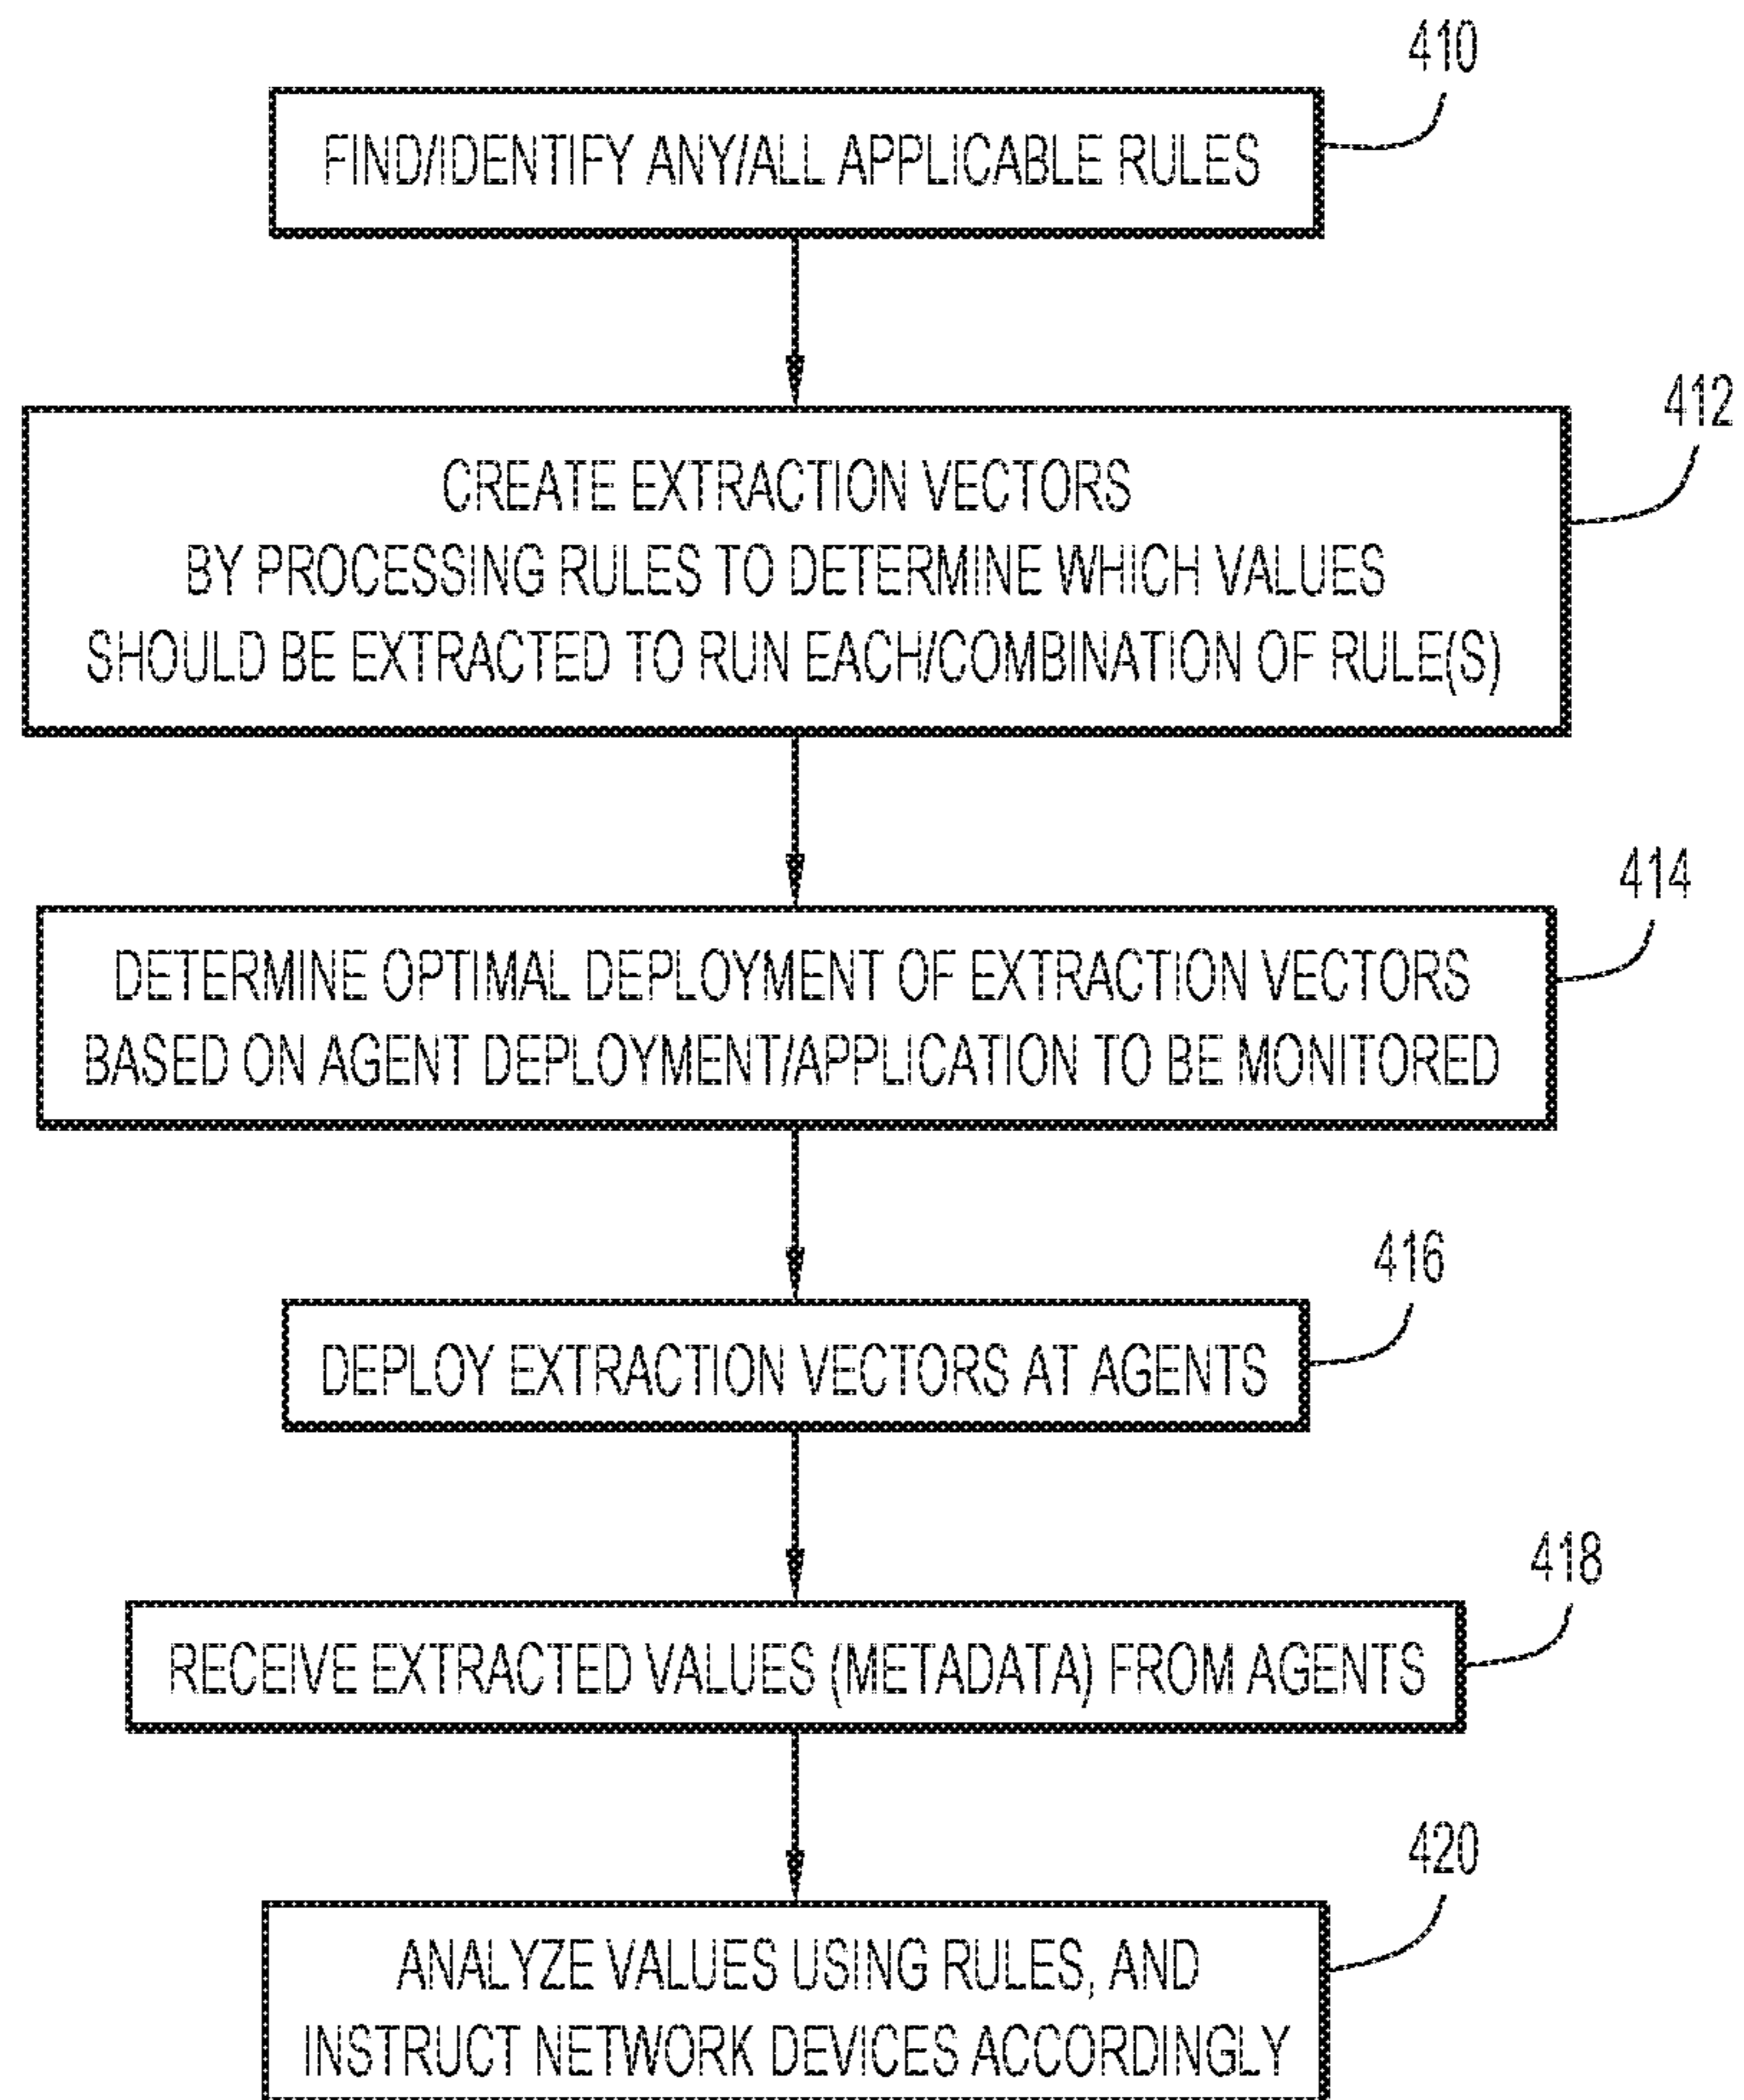 410
FIND/IDENTIFY ANY/ALL APPLICABLE RULES
412
CREATE EXTRACTION VECTORS
BY PROCESSING RULES TO DETERMINE WHICH VALUES
SHOULD BE EXTRACTED TO RUN EACH/COMBINATION OF RULE(S)
414
DETERMINE OPTIMAL DEPLOYMENT OF EXTRACTION VECTORS
BASED ON AGENT DEPLOYMENT/APPLICATION TO BE MONITORED
416
DEPLOY EXTRACTION VECTORS AT AGENTS
418
RECEIVE EXTRACTED VALUES (METADATA) FROM AGENTS
420
ANALYZE VALUES USING RULES, AND
INSTRUCT NETWORK DEVICES ACCORDINGLY